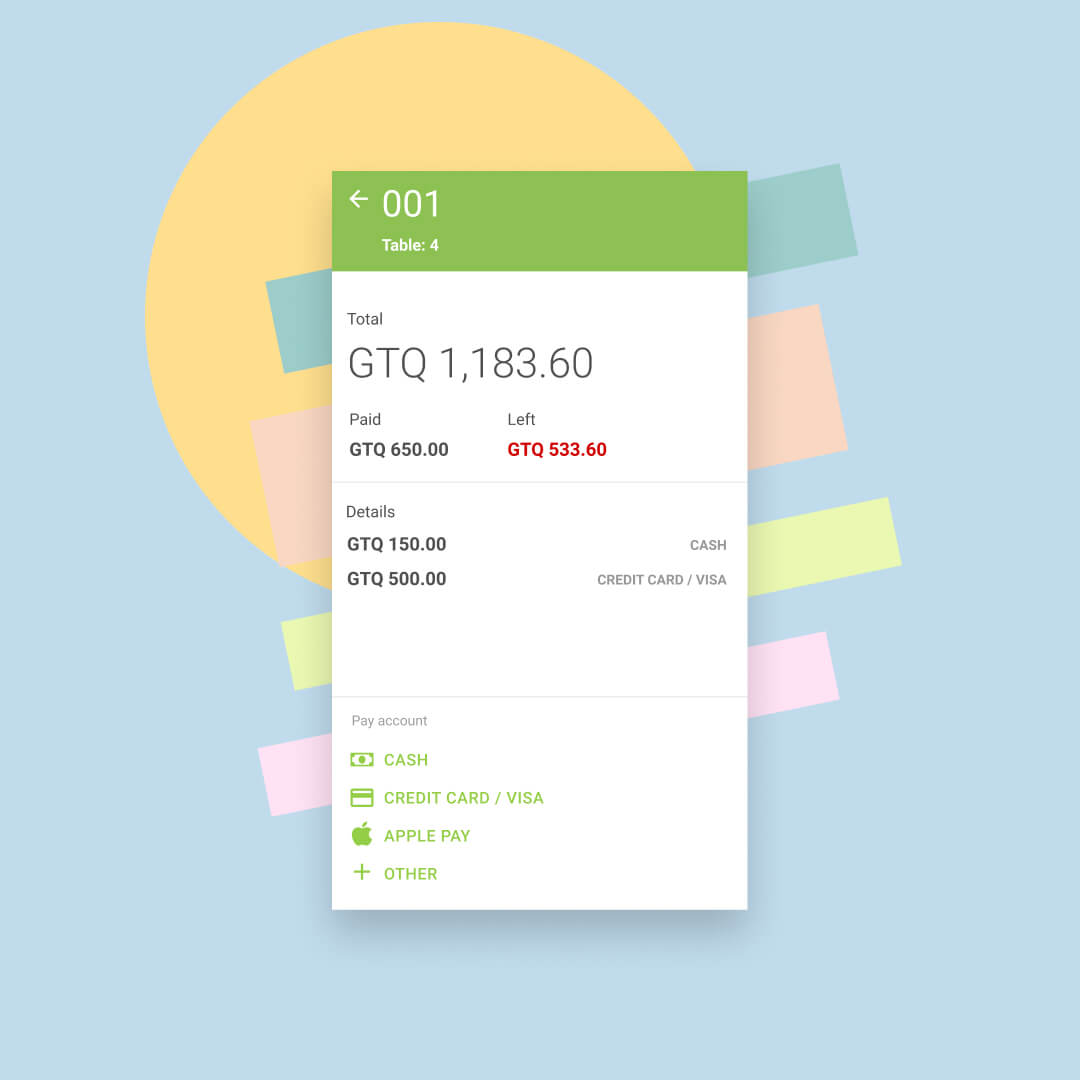 001
Table: 4
Total
GTQ 1,183.60
Paid Left
GTQ 650.00 GTQ 533.60
Details
GTQ 150.00 CASH
GTQ 500.00 CREDIT CARD / VISA
Pay account
CASH
CREDIT CARD / VISA
APPLE PAY
OTHER